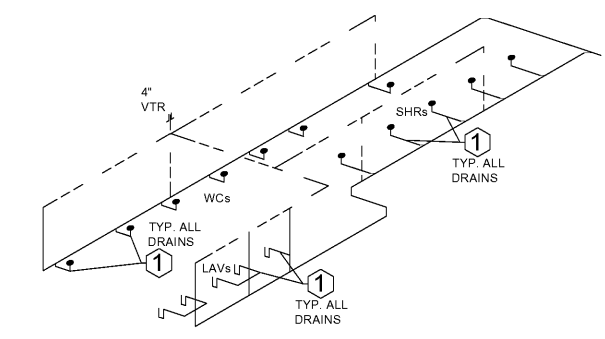 4"
VTR
SHRs
1
TYP. ALL
DRAINS
WCs
TYP. ALL
DRAINS
1
LAVs
1
TYP. ALL
DRAINS